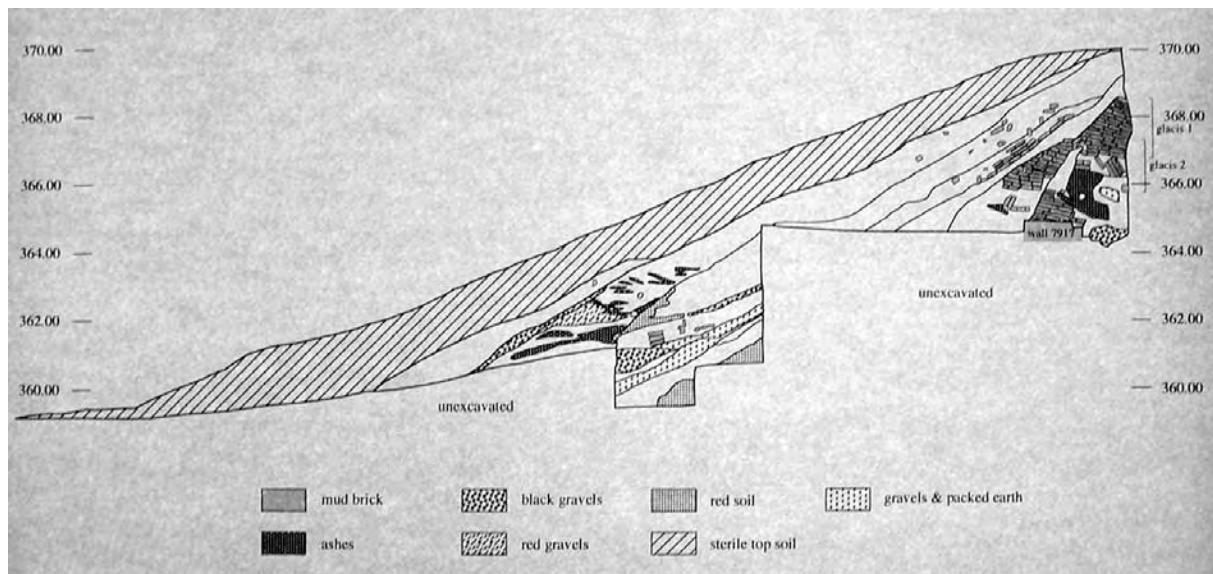 370.00
370.00
368.00
368.00
glacis 1
glacis 2
366.00
366.00
wall 7917
364.00
364.00
unexcavated
362.00
362.00
360.00
360.00
unexcavated
mud brick
black gravels
red soil
gravels & packed earth
ashes
red gravels
sterile top soil